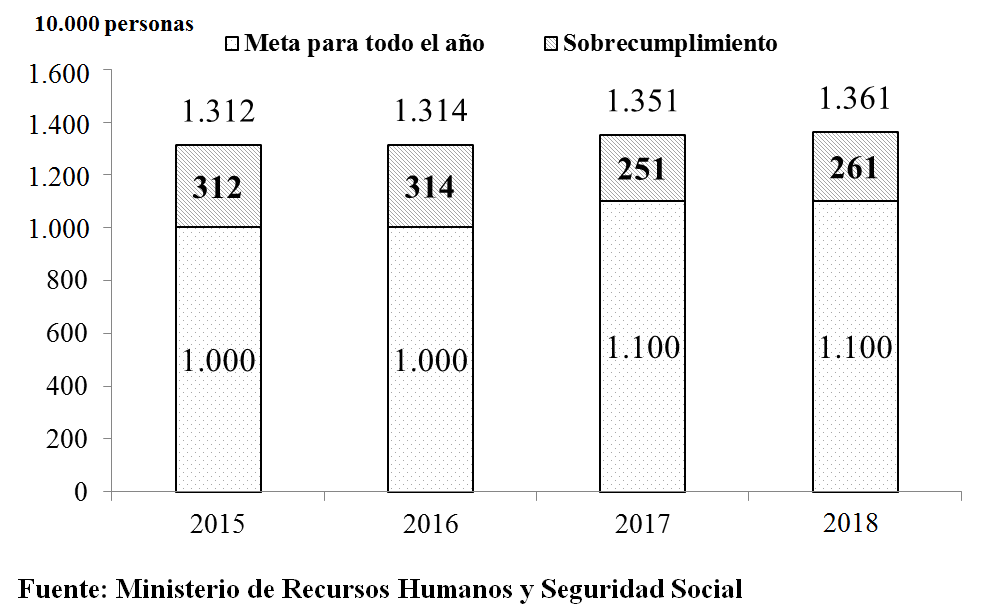 10.000 personas
Meta para todo el año Sobrecumplimiento
1.600
1.400
1.200
1.000
800
600
400
200
0
1.312 1.314 1.351 1.361
312 314 251 261
1.000 1.000 1.100 1.100
2015 2016 2017 2018
Fuente: Ministerio de Recursos Humanos y Seguridad Social